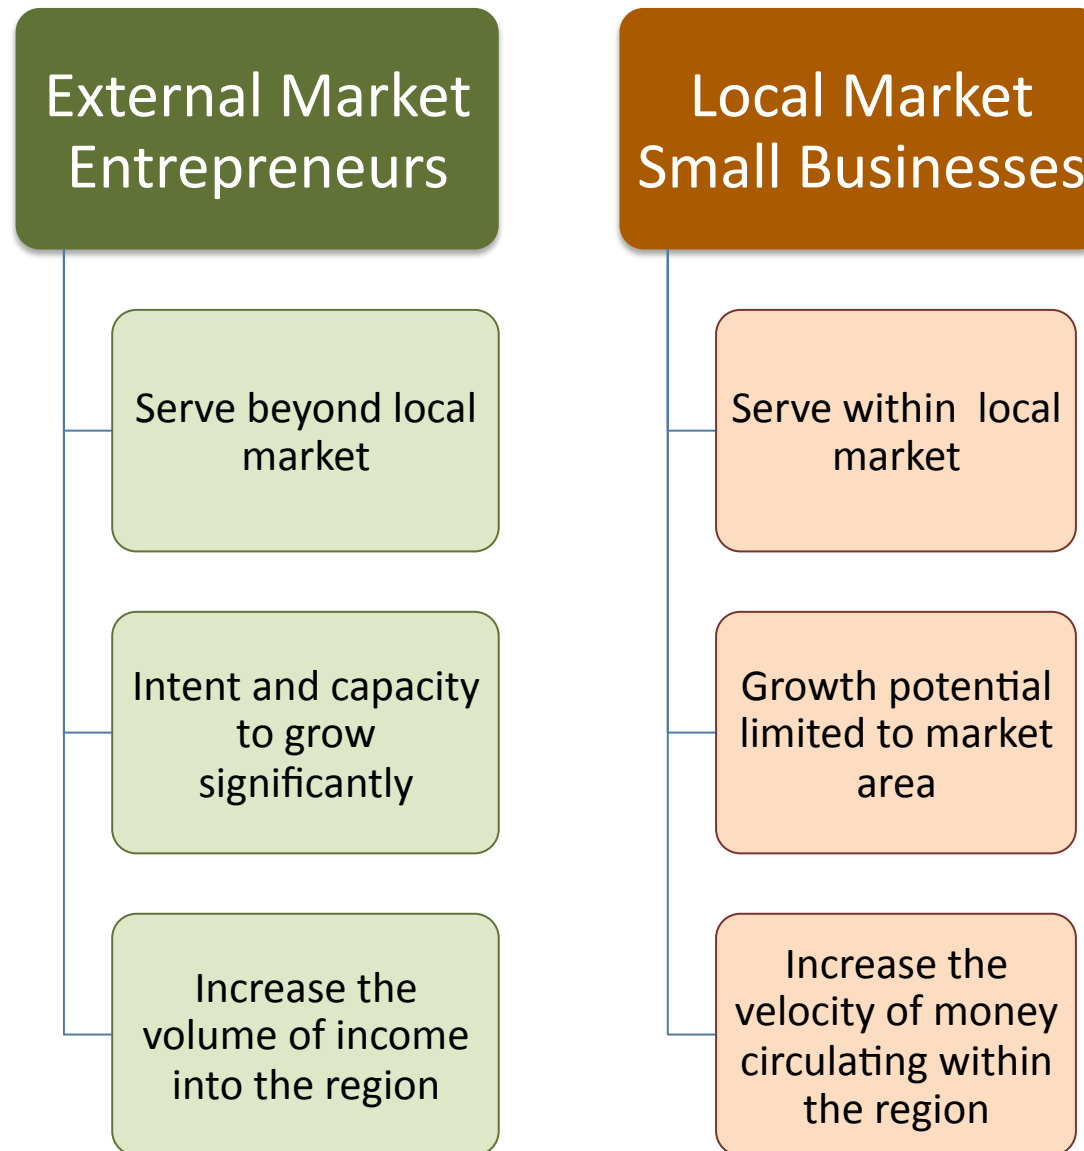 External Market
Entrepreneurs
Serve beyond local
market
Intent and capacity
to grow
significantly
Increase the
volume of income
into the region
Local Market
Small Businesses
Serve within  local
market
Growth potential
limited to market
area
Increase the
velocity of money
circulating within
the region